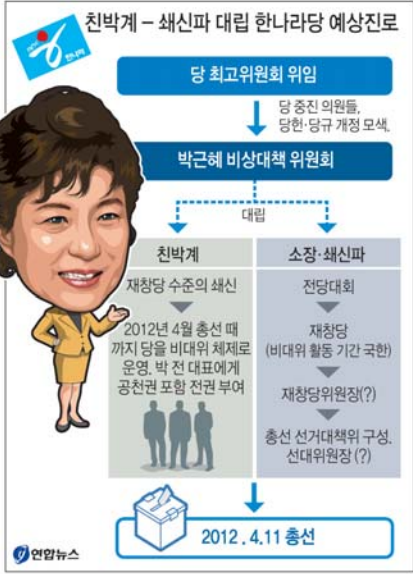 친박계 – 쇄신파 대립 한나라당 예상진로
한나라
당 최고위원회 위임
당 중진 의원들,
당헌·당규 개정 모색.
박근혜 비상대책 위원회
대립
친박계
재창당 수준의 쇄신
2012년 4월 총선 때
까지 당을 비대위 체제로
운영. 박 전 대표에게
공천권 포함 전권 부여
소장·쇄신파
전당대회
재창당
(비대위 활동 기간 국한)
재창당위원장(?)
총선 선거대책위 구성.
선대위원장(?)
2012.4.11 총선
연합뉴스